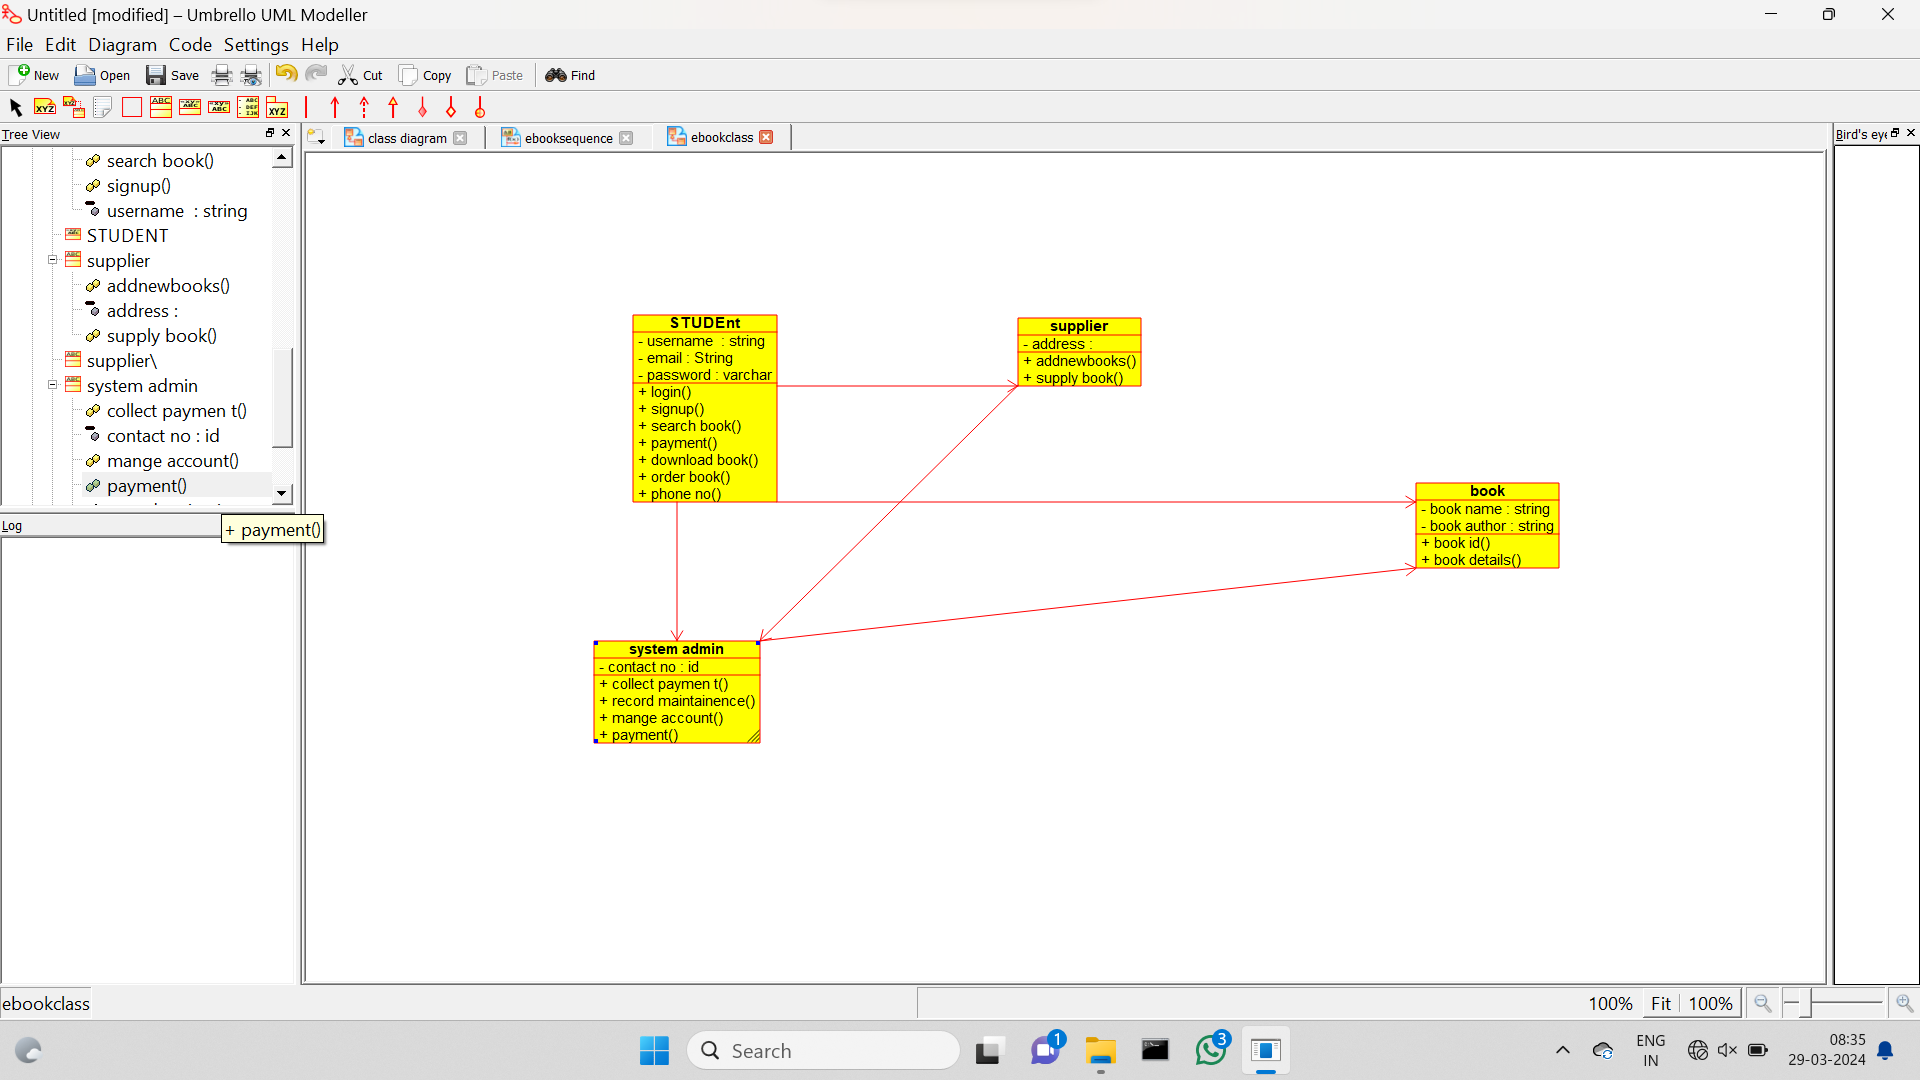 Untitled [modified] – Umbrello UML Modeller
File Edit Diagram Code Settings Help
New Open Save Cut Copy Paste Find
Tree View
class diagram ebooksequence ebookclass
Bird's eye
search book()
signup()
username : string
STUDENT
supplier
addnewbooks()
address :
supply book()
supplier\
system admin
collect paymen t()
contact no : id
mange account()
payment()
Log
+ payment()
STUDEnt
- username : string
- email : String
- password : varchar
+ login()
+ signup()
+ search book()
+ payment()
+ download book()
+ order book()
+ phone no()
supplier
- address :
+ addnewbooks()
+ supply book()
book
- book name : string
- book author : string
+ book id()
+ book details()
system admin
- contact no : id
+ collect paymen t()
+ record maintainence()
+ mange account()
+ payment()
ebookclass
100% Fit 100%
Search
1
3
ENG
IN
08:35
29-03-2024